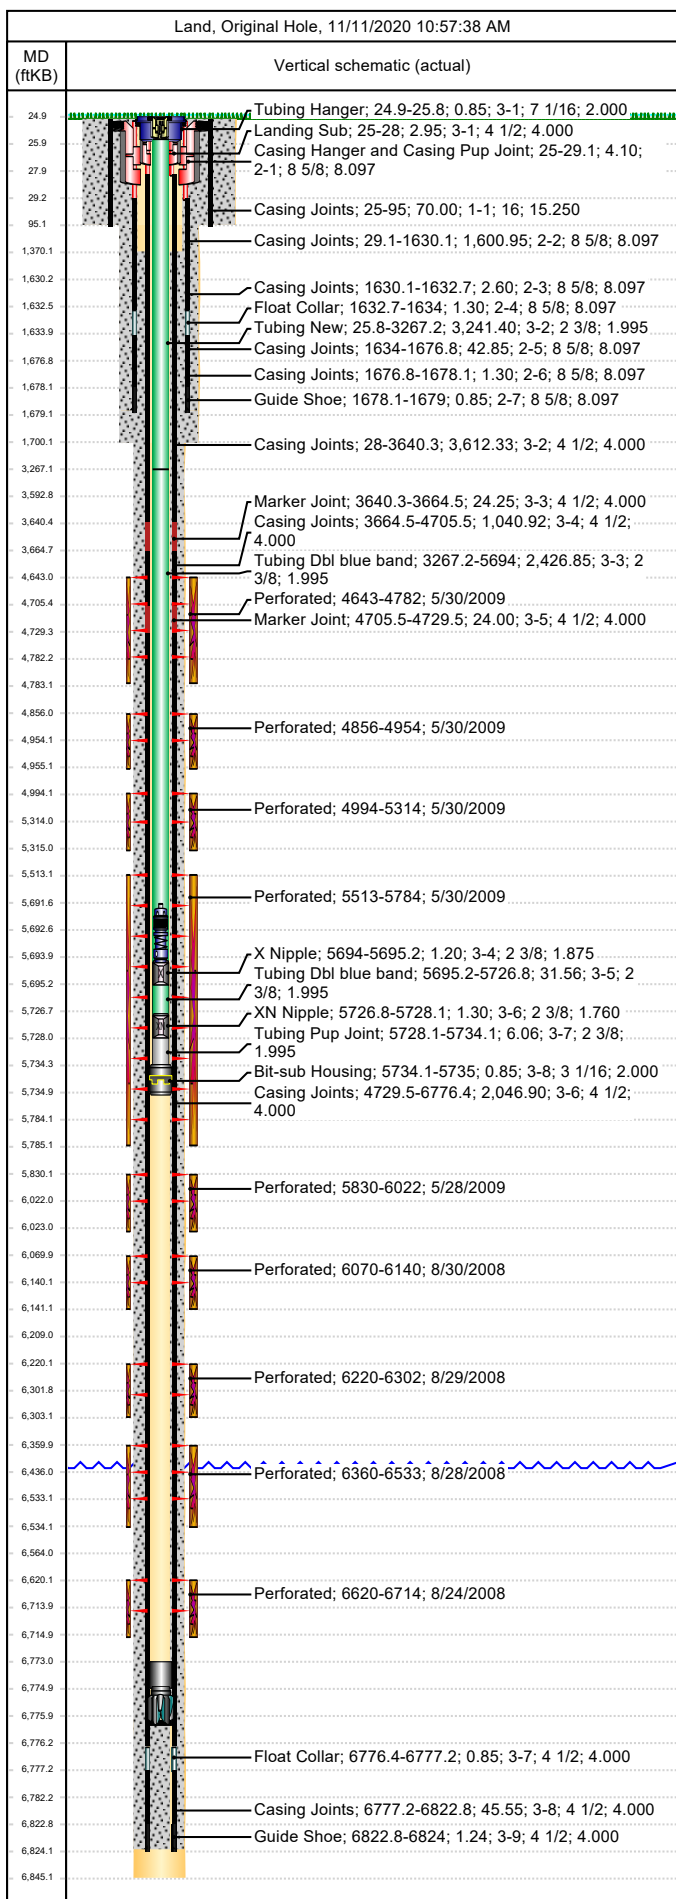 Land, Original Hole, 11/11/2020 10:57:38 AM
MD
(ftKB)
Vertical schematic (actual)
24.9
25.9
27.9
29.2
95.1
1,370.1
1,630.2
1,632.5
1,633.9
1,676.8
1,678.1
1,679.1
1,700.1
3,267.1
3,592.8
3,640.4
3,664.7
4,643.0
4,705.4
4,729.3
4,782.2
4,783.1
4,856.0
4,954.1
4,955.1
4,994.1
5,314.0
5,315.0
5,513.1
5,691.6
5,692.6
5,693.9
5,695.2
5,726.7
5,728.0
5,734.3
5,734.9
5,784.1
5,785.1
5,830.1
6,022.0
6,023.0
6,069.9
6,140.1
6,141.1
6,209.0
6,220.1
6,301.8
6,303.1
6,359.9
6,436.0
6,533.1
6,534.1
6,564.0
6,620.1
6,713.9
6,714.9
6,773.0
6,774.9
6,775.9
6,776.2
6,777.2
6,782.2
6,822.8
6,824.1
6,845.1
Tubing Hanger; 24.9-25.8; 0.85; 3-1; 7 1/16; 2.000
Landing Sub; 25-28; 2.95; 3-1; 4 1/2; 4.000
Casing Hanger and Casing Pup Joint; 25-29.1; 4.10;
2-1; 8 5/8; 8.097
Casing Joints; 25-95; 70.00; 1-1; 16; 15.250
Casing Joints; 29.1-1630.1; 1,600.95; 2-2; 8 5/8; 8.097
Casing Joints; 1630.1-1632.7; 2.60; 2-3; 8 5/8; 8.097
Float Collar; 1632.7-1634; 1.30; 2-4; 8 5/8; 8.097
Tubing New; 25.8-3267.2; 3,241.40; 3-2; 2 3/8; 1.995
Casing Joints; 1634-1676.8; 42.85; 2-5; 8 5/8; 8.097
Casing Joints; 1676.8-1678.1; 1.30; 2-6; 8 5/8; 8.097
Guide Shoe; 1678.1-1679; 0.85; 2-7; 8 5/8; 8.097
Casing Joints; 28-3640.3; 3,612.33; 3-2; 4 1/2; 4.000
Marker Joint; 3640.3-3664.5; 24.25; 3-3; 4 1/2; 4.000
Casing Joints; 3664.5-4705.5; 1,040.92; 3-4; 4 1/2;
4.000
Tubing Dbl blue band; 3267.2-5694; 2,426.85; 3-3; 2
3/8; 1.995
Perforated; 4643-4782; 5/30/2009
Marker Joint; 4705.5-4729.5; 24.00; 3-5; 4 1/2; 4.000
Perforated; 4856-4954; 5/30/2009
Perforated; 4994-5314; 5/30/2009
Perforated; 5513-5784; 5/30/2009
X Nipple; 5694-5695.2; 1.20; 3-4; 2 3/8; 1.875
Tubing Dbl blue band; 5695.2-5726.8; 31.56; 3-5; 2
3/8; 1.995
XN Nipple; 5726.8-5728.1; 1.30; 3-6; 2 3/8; 1.760
Tubing Pup Joint; 5728.1-5734.1; 6.06; 3-7; 2 3/8;
1.995
Bit-sub Housing; 5734.1-5735; 0.85; 3-8; 3 1/16; 2.000
Casing Joints; 4729.5-6776.4; 2,046.90; 3-6; 4 1/2;
4.000
Perforated; 5830-6022; 5/28/2009
Perforated; 6070-6140; 8/30/2008
Perforated; 6220-6302; 8/29/2008
Perforated; 6360-6533; 8/28/2008
Perforated; 6620-6714; 8/24/2008
Float Collar; 6776.4-6777.2; 0.85; 3-7; 4 1/2; 4.000
Casing Joints; 6777.2-6822.8; 45.55; 3-8; 4 1/2; 4.000
Guide Shoe; 6822.8-6824; 1.24; 3-9; 4 1/2; 4.000